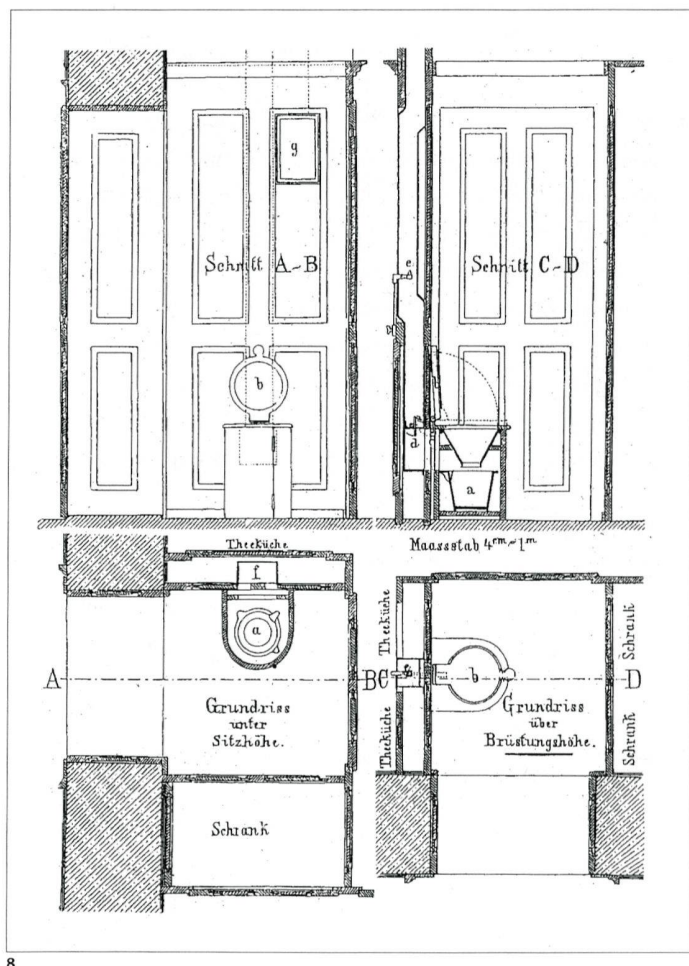 g
Schnitt A-B
b
e
Schnitt C-D
d
a
Theeküche
Maassstab 4cm = 1m
f
a
A
B
Grundriss
unter
Sitzhöhe.
Schrank
Theeküche
Theeküche
C
b
D
Grundriss
über
Brüstungshöhe.
Schrank
Schrank
8